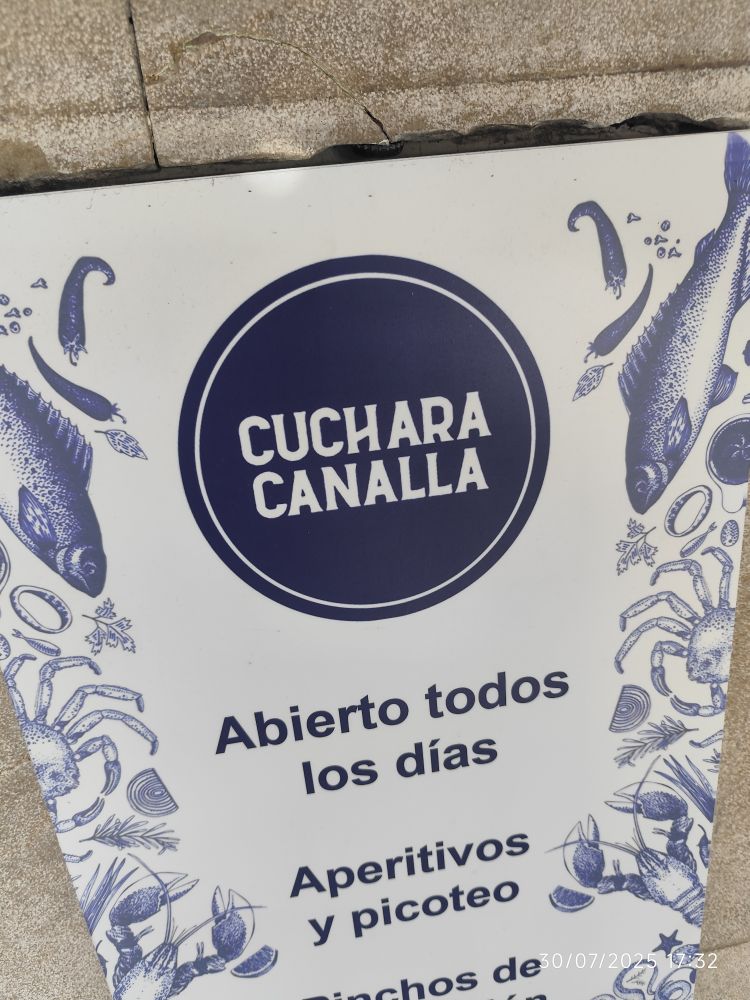 CUCHARA
CANALLA
Abierto todos
los días
Aperitivos
y picoteo
Pinchos de
30/07/2025 17:32